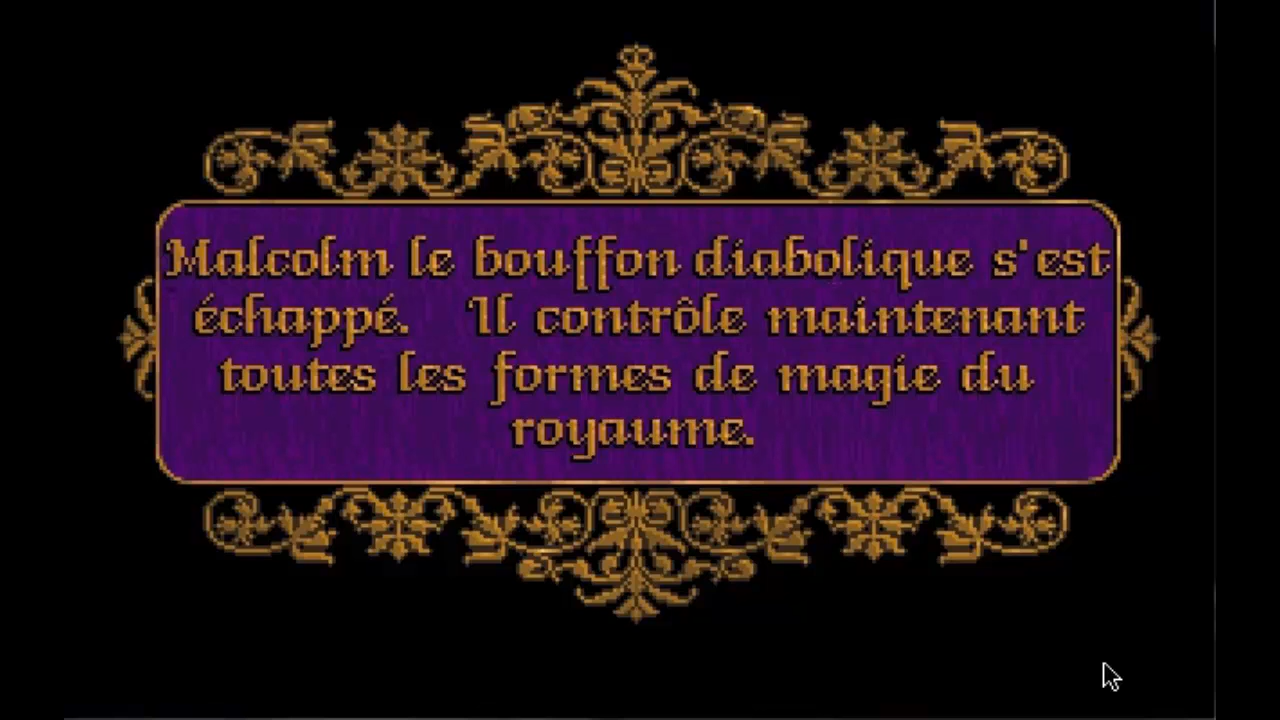 Malcolm le bouffon diabolique s'est
échappé. Il contrôle maintenant
toutes les formes de magie du
royaume.